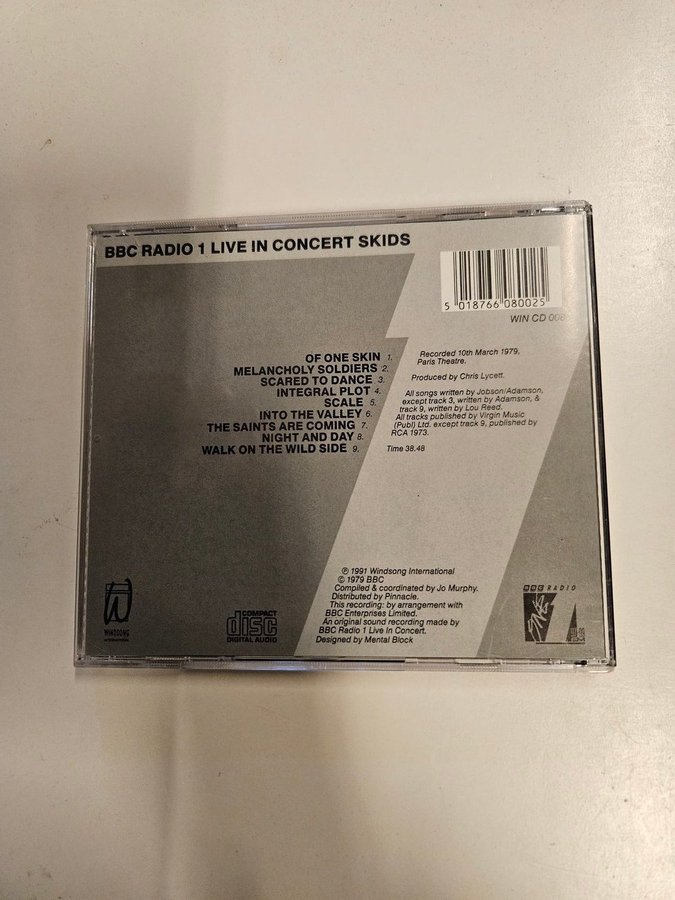 BBC RADIO 1 LIVE IN CONCERT SKIDS
5 018766 080025
WIN CD 008
OF ONE SKIN 1.
MELANCHOLY SOLDIERS 2.
SCARED TO DANCE 3.
INTEGRAL PLOT 4.
SCALE 5.
INTO THE VALLEY 6.
THE SAINTS ARE COMING 7.
NIGHT AND DAY 8.
WALK ON THE WILD SIDE 9.
Recorded 10th March 1979,
Paris Theatre.
Produced by Chris Lycett.
All songs written by Jobson/Adamson,
except track 3, written by Adamson, &
track 9, written by Lou Reed.
All tracks published by Virgin Music
(Publ) Ltd. except track 9, published by
RCA 1973.
Time 38.48
℗ 1991 Windsong International
© 1979 BBC
Compiled & coordinated by Jo Murphy.
Distributed by Pinnacle.
This recording: by arrangement with
BBC Enterprises Limited.
An original sound recording made by
BBC Radio 1 Live In Concert.
Designed by Mental Block
WINDSONG
INTERNATIONAL
COMPACT
disc
DIGITAL AUDIO
BBC RADIO
1